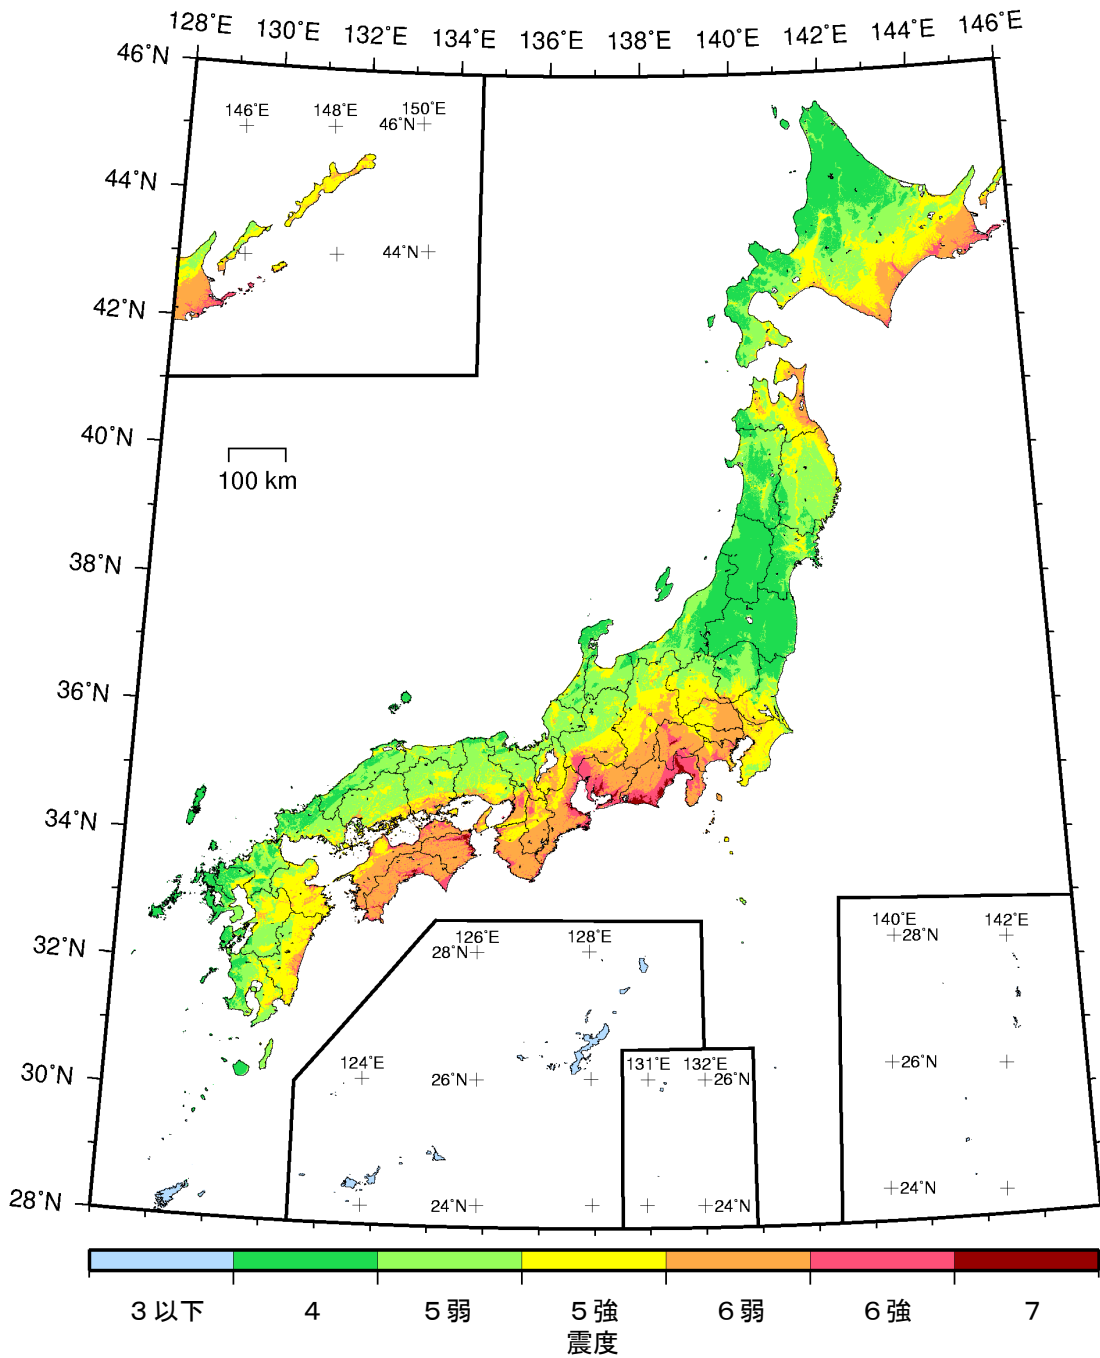 128˚E 130˚E 132˚E 134˚E 136˚E 138˚E 140˚E 142˚E 144˚E 146˚E
46˚N
146˚E 148˚E 150˚E
46˚N
44˚N
44˚N
42˚N
40˚N
100 km
38˚N
36˚N
34˚N
32˚N
126˚E 128˚E
28˚N
140˚E 142˚E
28˚N
30˚N
124˚E
26˚N
131˚E 132˚E
26˚N
26˚N
28˚N
24˚N
24˚N
24˚N
3以下 4 5弱 5強 6弱 6強 7
震度